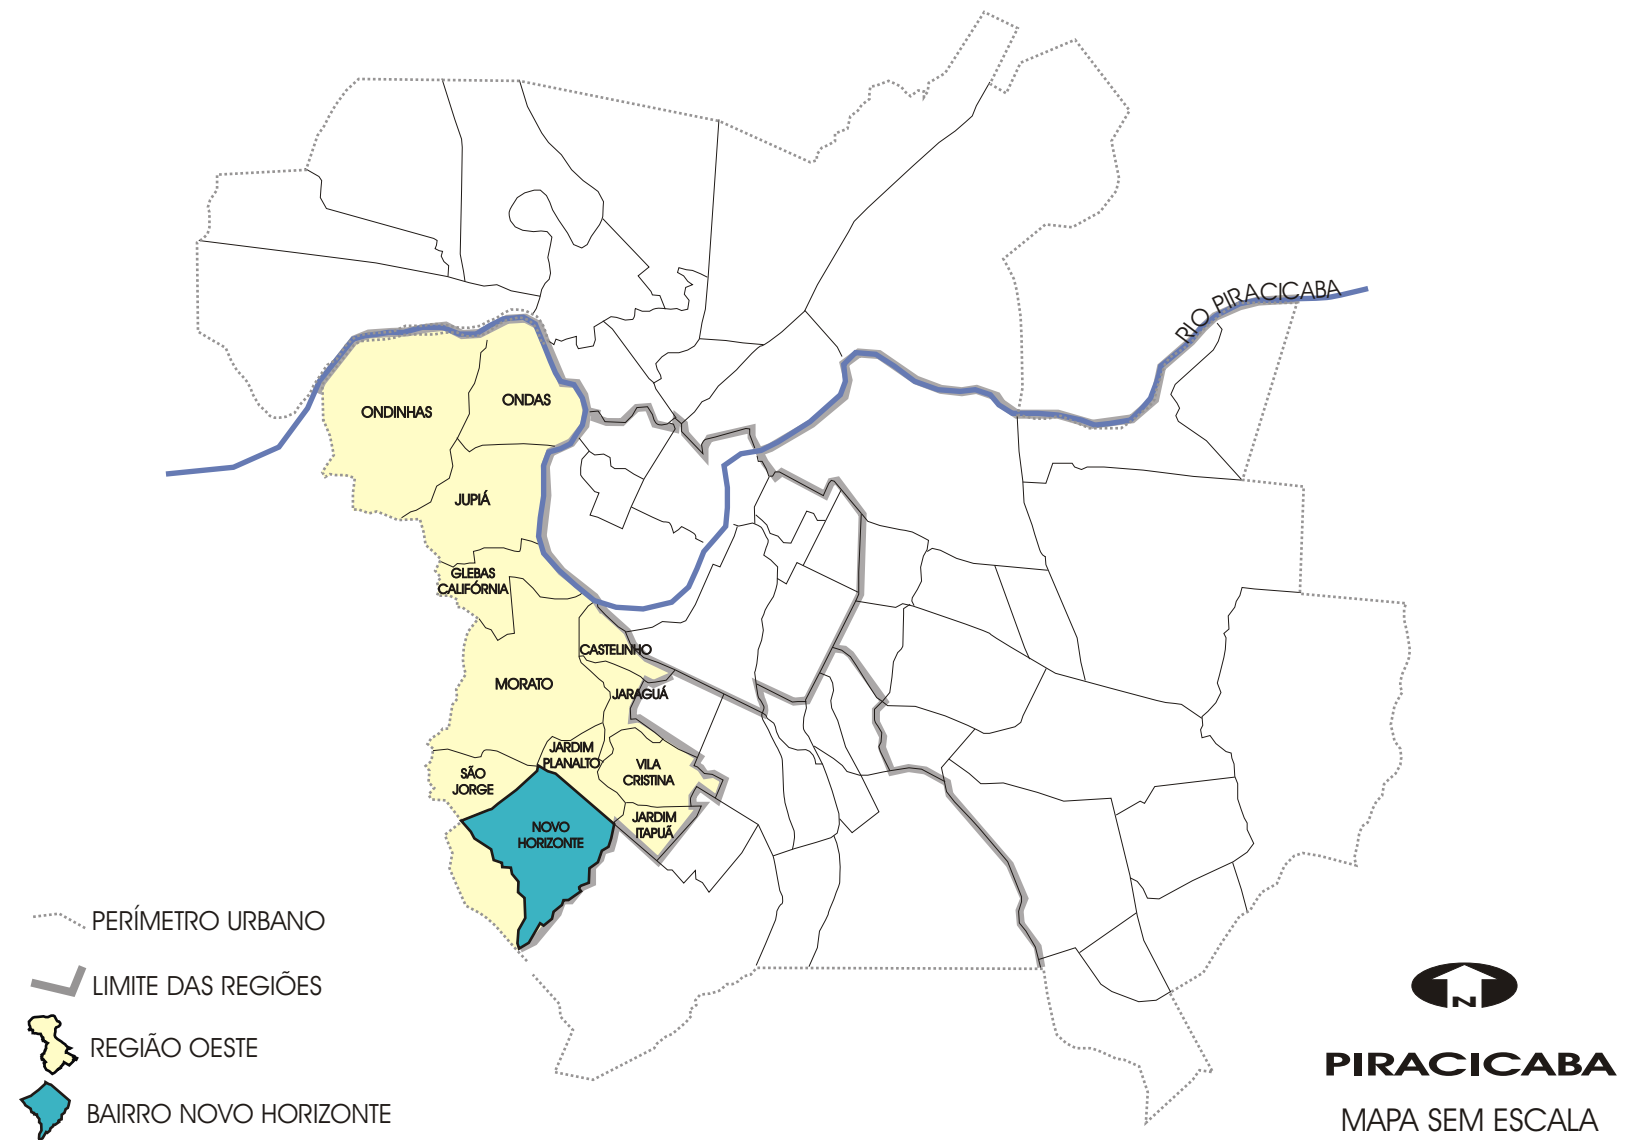 RIO PIRACICABA
ONDINHAS
ONDAS
JUPIÁ
GLEBAS
CALIFÓRNIA
CASTELINHO
MORATO
JARAGUÁ
JARDIM
PLANALTO
VILA
CRISTINA
SÃO
JORGE
JARDIM
ITAPUÃ
NOVO
HORIZONTE
PERÍMETRO URBANO
LIMITE DAS REGIÕES
REGIÃO OESTE
BAIRRO NOVO HORIZONTE
N
PIRACICABA
MAPA SEM ESCALA